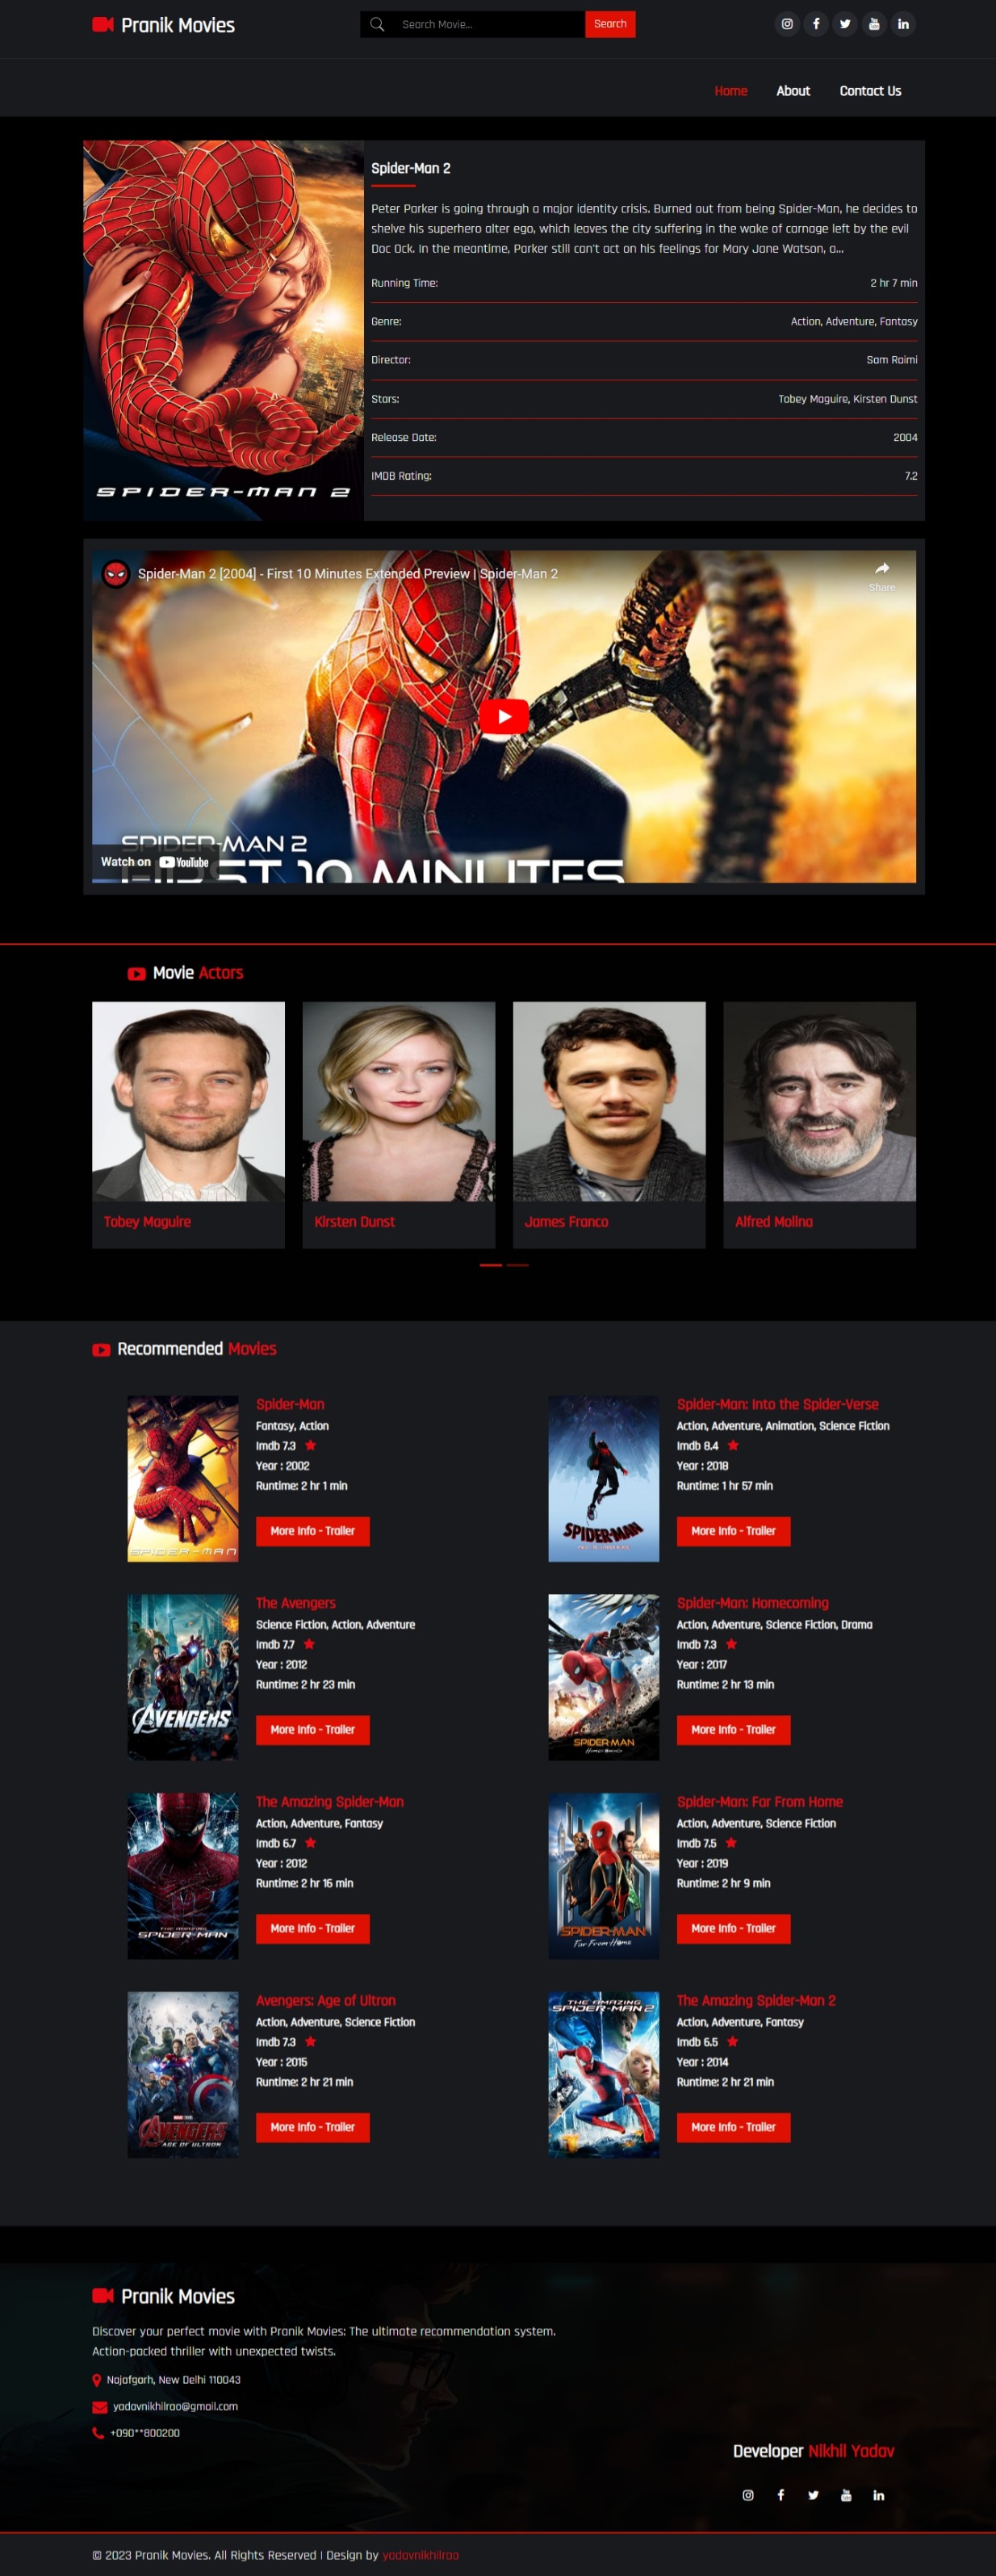 Pranik Movies
Search Movie...
Search
Home
About
Contact Us
Spider-Man 2
Peter Parker is going through a major identity crisis. Burned out from being Spider-Man, he decides to
shelve his superhero alter ego, which leaves the city suffering in the wake of carnage left by the evil
Doc Ock. In the meantime, Parker still can't act on his feelings for Mary Jane Watson, a...
Running Time: 2 hr 7 min
Genre: Action, Adventure, Fantasy
Director: Sam Raimi
Stars: Tobey Maguire, Kirsten Dunst
Release Date: 2004
IMDB Rating: 7.2
SPIDER-MAN 2
Spider-Man 2 [2004] - First 10 Minutes Extended Preview | Spider-Man 2
Share
SPIDER-MAN 2
FIRST 10 MINUTES
Watch on YouTube
Movie Actors
Tobey Maguire
Kirsten Dunst
James Franco
Alfred Molina
Recommended Movies
SPIDER-MAN
Spider-Man
Fantasy, Action
Imdb 7.3
Year : 2002
Runtime: 2 hr 1 min
More Info - Trailer
SPIDER-MAN
Spider-Man: Into the Spider-Verse
Action, Adventure, Animation, Science Fiction
Imdb 8.4
Year : 2018
Runtime: 1 hr 57 min
More Info - Trailer
AVENGERS
The Avengers
Science Fiction, Action, Adventure
Imdb 7.7
Year : 2012
Runtime: 2 hr 23 min
More Info - Trailer
SPIDER-MAN
Spider-Man: Homecoming
Action, Adventure, Science Fiction, Drama
Imdb 7.3
Year : 2017
Runtime: 2 hr 13 min
More Info - Trailer
THE AMAZING
SPIDER-MAN
The Amazing Spider-Man
Action, Adventure, Fantasy
Imdb 6.7
Year : 2012
Runtime: 2 hr 16 min
More Info - Trailer
SPIDER-MAN
Far From Home
Spider-Man: Far From Home
Action, Adventure, Science Fiction
Imdb 7.5
Year : 2019
Runtime: 2 hr 9 min
More Info - Trailer
AVENGERS
AGE OF ULTRON
Avengers: Age of Ultron
Action, Adventure, Science Fiction
Imdb 7.3
Year : 2015
Runtime: 2 hr 21 min
More Info - Trailer
THE AMAZING
SPIDER-MAN 2
The Amazing Spider-Man 2
Action, Adventure, Fantasy
Imdb 6.5
Year : 2014
Runtime: 2 hr 21 min
More Info - Trailer
Pranik Movies
Discover your perfect movie with Pranik Movies: The ultimate recommendation system.
Action-packed thriller with unexpected twists.
Najafgarh, New Delhi 110043
yadavnikhilrao@gmail.com
+090**800200
Developer Nikhil Yadav
© 2023 Pranik Movies. All Rights Reserved | Design by yadavnikhilrao